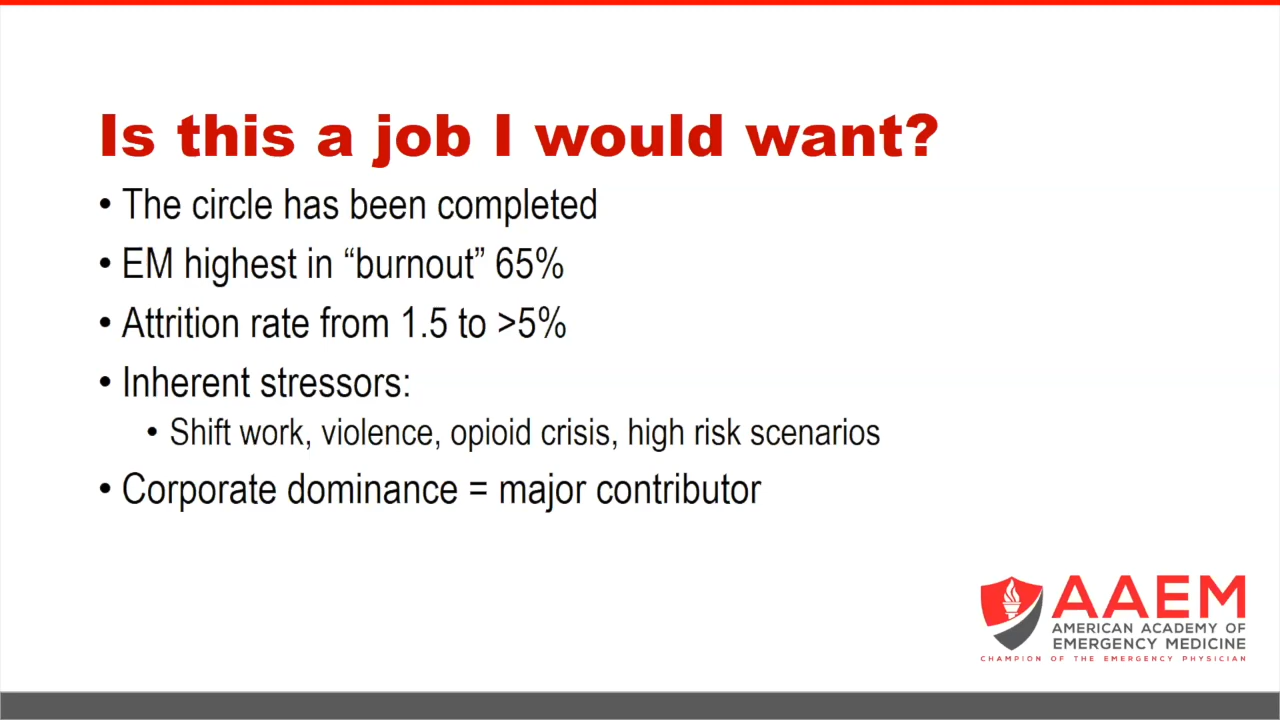 Is this a job I would want?
• The circle has been completed
• EM highest in “burnout” 65%
• Attrition rate from 1.5 to >5%
• Inherent stressors:
• Shift work, violence, opioid crisis, high risk scenarios
• Corporate dominance = major contributor
AAEM
AMERICAN ACADEMY OF
EMERGENCY MEDICINE
CHAMPION OF THE EMERGENCY PHYSICIAN